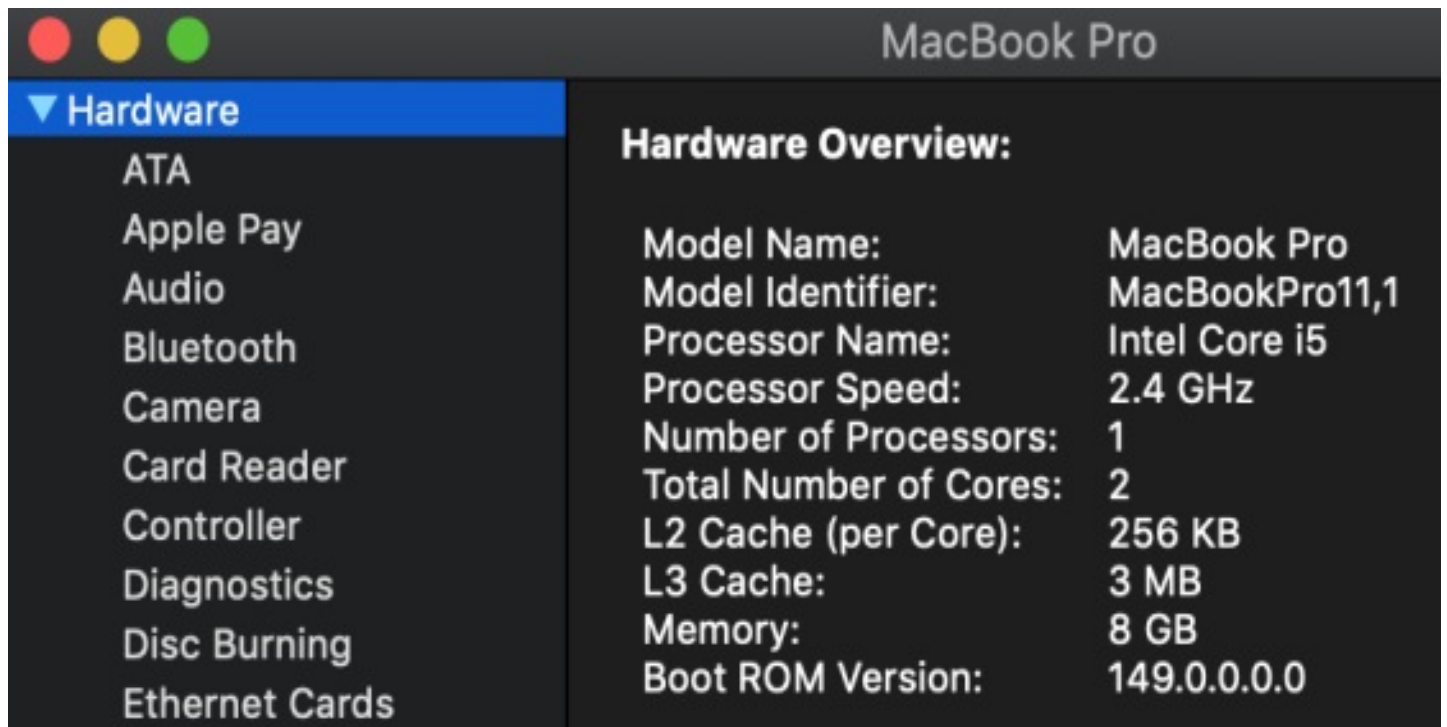 MacBook Pro
▼ Hardware
ATA
Apple Pay
Audio
Bluetooth
Camera
Card Reader
Controller
Diagnostics
Disc Burning
Ethernet Cards
Hardware Overview:
Model Name: MacBook Pro
Model Identifier: MacBookPro11,1
Processor Name: Intel Core i5
Processor Speed: 2.4 GHz
Number of Processors: 1
Total Number of Cores: 2
L2 Cache (per Core): 256 KB
L3 Cache: 3 MB
Memory: 8 GB
Boot ROM Version: 149.0.0.0.0